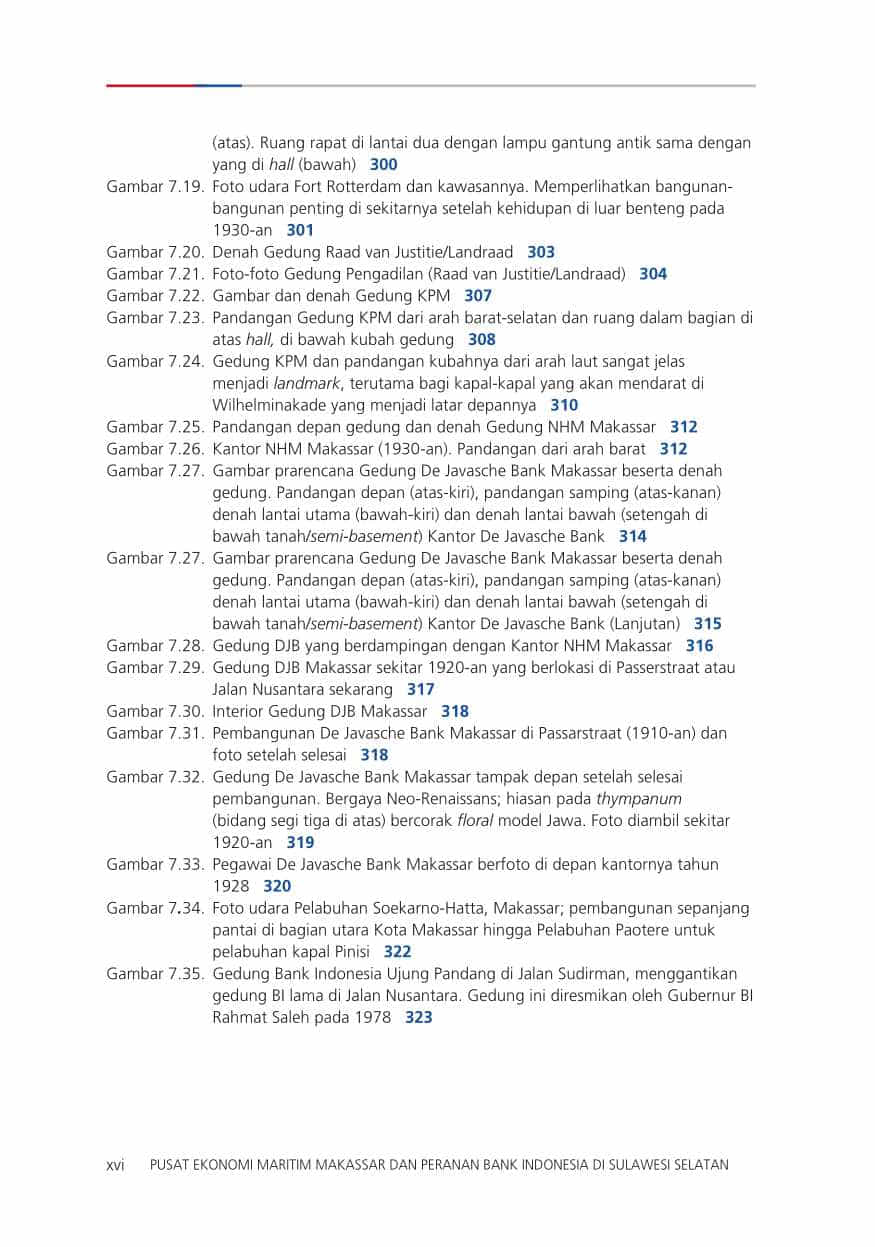 (atas). Ruang rapat di lantai dua dengan lampu gantung antik sama dengan
yang di hall (bawah) 300
Gambar 7.19. Foto udara Fort Rotterdam dan kawasannya. Memperlihatkan bangunan-
bangunan penting di sekitarnya setelah kehidupan di luar benteng pada
1930-an 301
Gambar 7.20. Denah Gedung Raad van Justitie/Landraad 303
Gambar 7.21. Foto-foto Gedung Pengadilan (Raad van Justitie/Landraad) 304
Gambar 7.22. Gambar dan denah Gedung KPM 307
Gambar 7.23. Pandangan Gedung KPM dari arah barat-selatan dan ruang dalam bagian di
atas hall, di bawah kubah gedung 308
Gambar 7.24. Gedung KPM dan pandangan kubahnya dari arah laut sangat jelas
menjadi landmark, terutama bagi kapal-kapal yang akan mendarat di
Wilhelminakade yang menjadi latar depannya 310
Gambar 7.25. Pandangan depan gedung dan denah Gedung NHM Makassar 312
Gambar 7.26. Kantor NHM Makassar (1930-an). Pandangan dari arah barat 312
Gambar 7.27. Gambar prarencana Gedung De Javasche Bank Makassar beserta denah
gedung. Pandangan depan (atas-kiri), pandangan samping (atas-kanan)
denah lantai utama (bawah-kiri) dan denah lantai bawah (setengah di
bawah tanah/semi-basement) Kantor De Javasche Bank 314
Gambar 7.27. Gambar prarencana Gedung De Javasche Bank Makassar beserta denah
gedung. Pandangan depan (atas-kiri), pandangan samping (atas-kanan)
denah lantai utama (bawah-kiri) dan denah lantai bawah (setengah di
bawah tanah/semi-basement) Kantor De Javasche Bank (Lanjutan) 315
Gambar 7.28. Gedung DJB yang berdampingan dengan Kantor NHM Makassar 316
Gambar 7.29. Gedung DJB Makassar sekitar 1920-an yang berlokasi di Passerstraat atau
Jalan Nusantara sekarang 317
Gambar 7.30. Interior Gedung DJB Makassar 318
Gambar 7.31. Pembangunan De Javasche Bank Makassar di Passarstraat (1910-an) dan
foto setelah selesai 318
Gambar 7.32. Gedung De Javasche Bank Makassar tampak depan setelah selesai
pembangunan. Bergaya Neo-Renaissans; hiasan pada thympanum
(bidang segi tiga di atas) bercorak floral model Jawa. Foto diambil sekitar
1920-an 319
Gambar 7.33. Pegawai De Javasche Bank Makassar berfoto di depan kantornya tahun
1928 320
Gambar 7.34. Foto udara Pelabuhan Soekarno-Hatta, Makassar; pembangunan sepanjang
pantai di bagian utara Kota Makassar hingga Pelabuhan Paotere untuk
pelabuhan kapal Pinisi 322
Gambar 7.35. Gedung Bank Indonesia Ujung Pandang di Jalan Sudirman, menggantikan
gedung BI lama di Jalan Nusantara. Gedung ini diresmikan oleh Gubernur BI
Rahmat Saleh pada 1978 323
xvi PUSAT EKONOMI MARITIM MAKASSAR DAN PERANAN BANK INDONESIA DI SULAWESI SELATAN